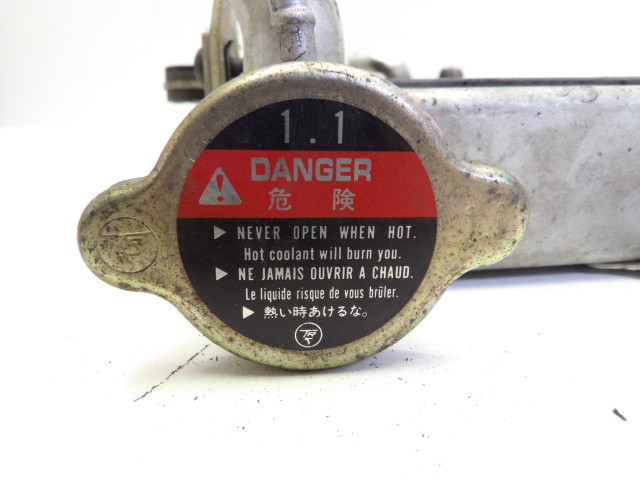 1.1
DANGER
危険
▶ NEVER OPEN WHEN HOT.
Hot coolant will burn you.
▶ NE JAMAIS OUVRIR A CHAUD.
Le liquide risque de vous brûler.
▶ 熱い時あけるな。